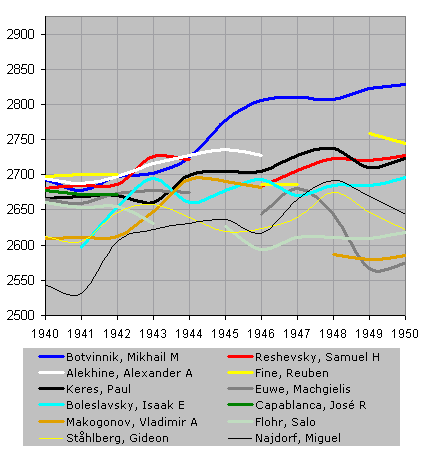 2900
2850
2800
2750
2700
2650
2600
2550
2500
1940 1941 1942 1943 1944 1945 1946 1947 1948 1949 1950
Botvinnik, Mikhail M Reshevsky, Samuel H
Alekhine, Alexander A Fine, Reuben
Keres, Paul Euwe, Machgielis
Boleslavsky, Isaak E Capablanca, José R
Makogonov, Vladimir A Flohr, Salo
Ståhlberg, Gideon Najdorf, Miguel